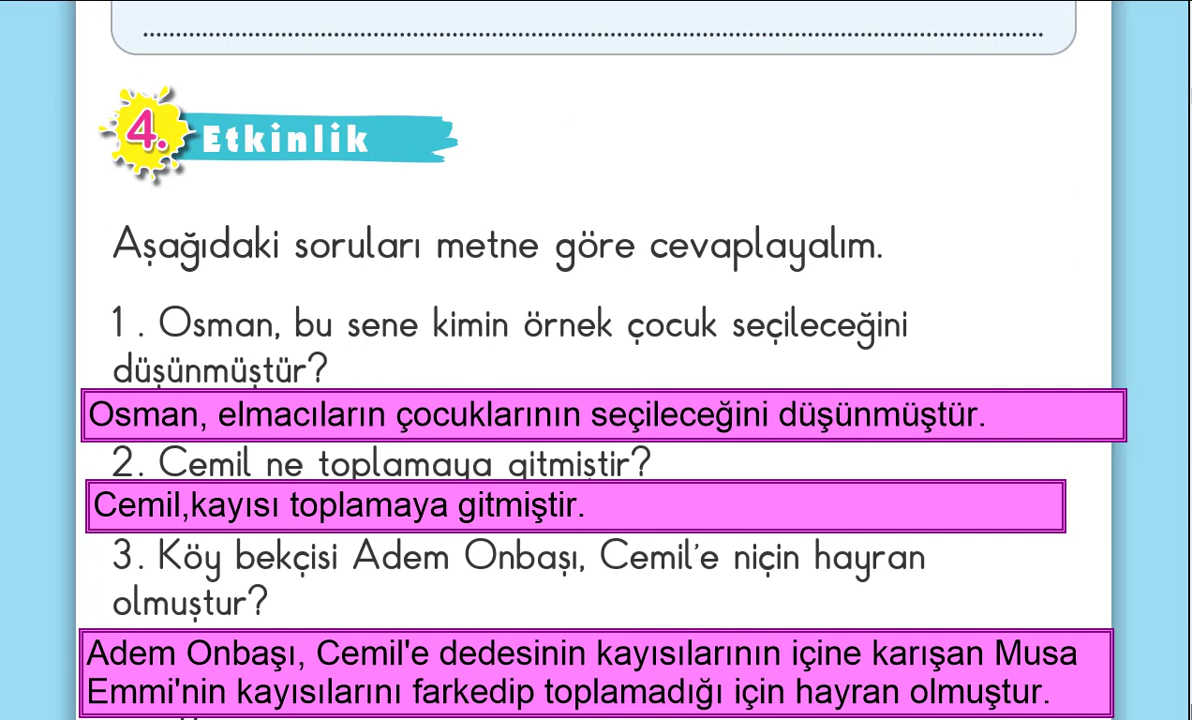 4. Etkinlik
Aşağıdaki soruları metne göre cevaplayalım.
1 . Osman, bu sene kimin örnek çocuk seçileceğini
düşünmüştür?
Osman, elmacıların çocuklarının seçileceğini düşünmüştür.
2. Cemil ne toplamaya gitmiştir?
Cemil,kayısı toplamaya gitmiştir.
3. Köy bekçisi Adem Onbaşı, Cemil'e niçin hayran
olmuştur?
Adem Onbaşı, Cemil'e dedesinin kayısılarının içine karışan Musa
Emmi'nin kayısılarını farkedip toplamadığı için hayran olmuştur.